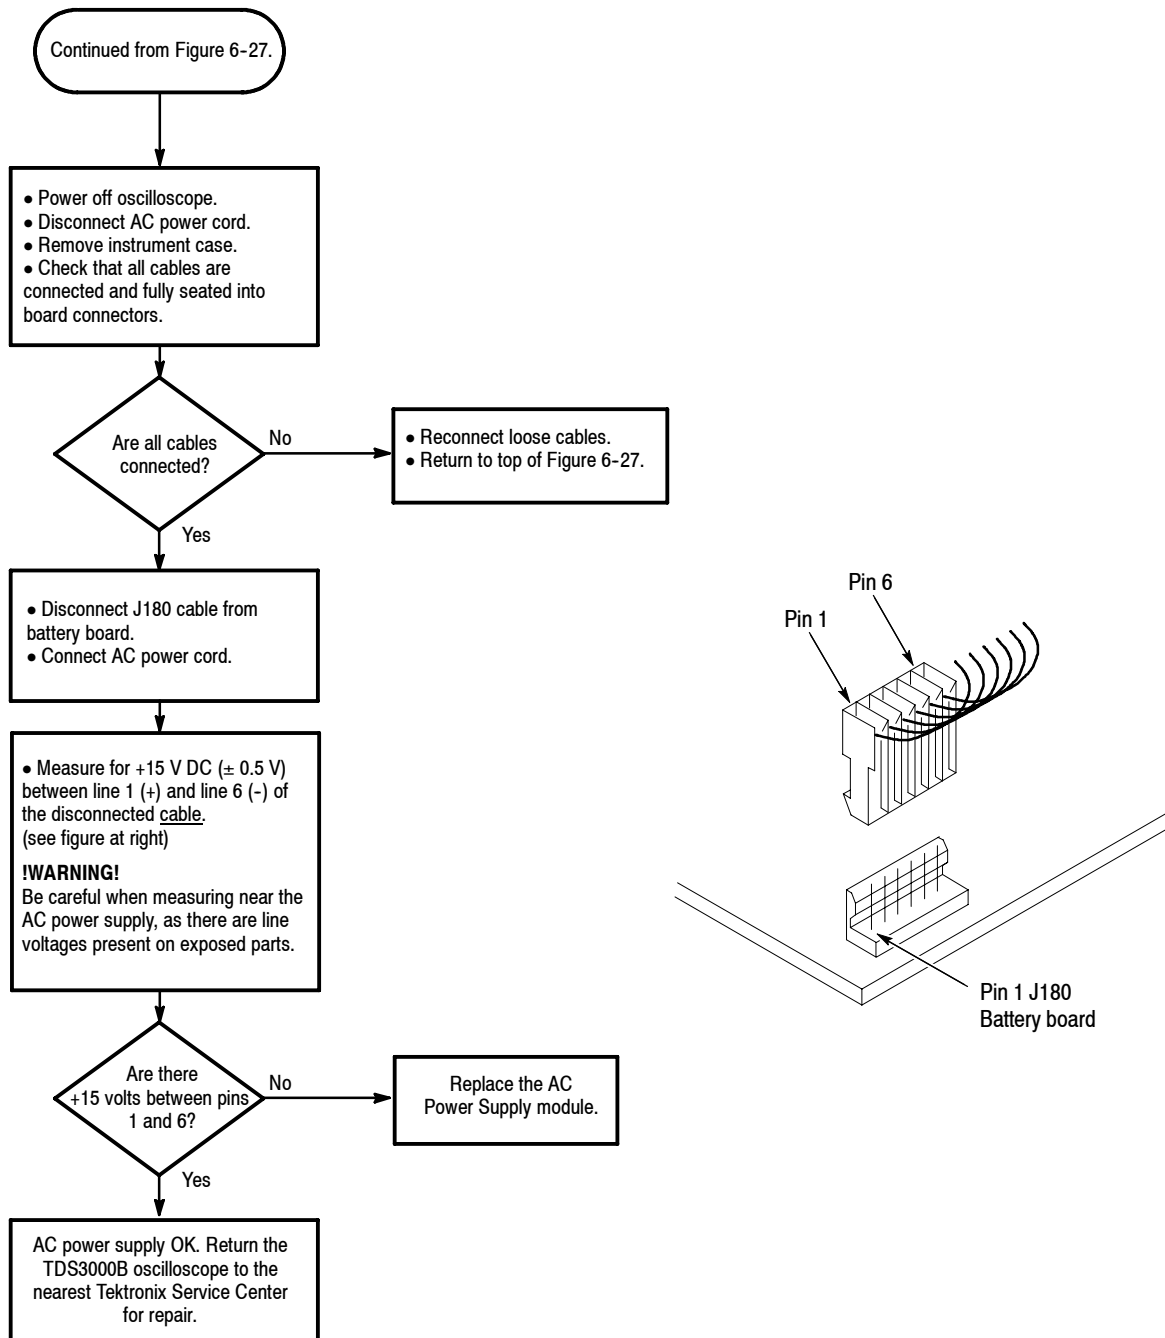 Continued from Figure 6-27.
● Power off oscilloscope.
● Disconnect AC power cord.
● Remove instrument case.
● Check that all cables are
connected and fully seated into
board connectors.
Are all cables
connected?
No
● Reconnect loose cables.
● Return to top of Figure 6-27.
Yes
● Disconnect J180 cable from
battery board.
● Connect AC power cord.
● Measure for +15 V DC (± 0.5 V)
between line 1 (+) and line 6 (-) of
the disconnected cable.
(see figure at right)
!WARNING!
Be careful when measuring near the
AC power supply, as there are line
voltages present on exposed parts.
Pin 6
Pin 1
Pin 1 J180
Battery board
Are there
+15 volts between pins
1 and 6?
No
Replace the AC
Power Supply module.
Yes
AC power supply OK. Return the
TDS3000B oscilloscope to the
nearest Tektronix Service Center
for repair.